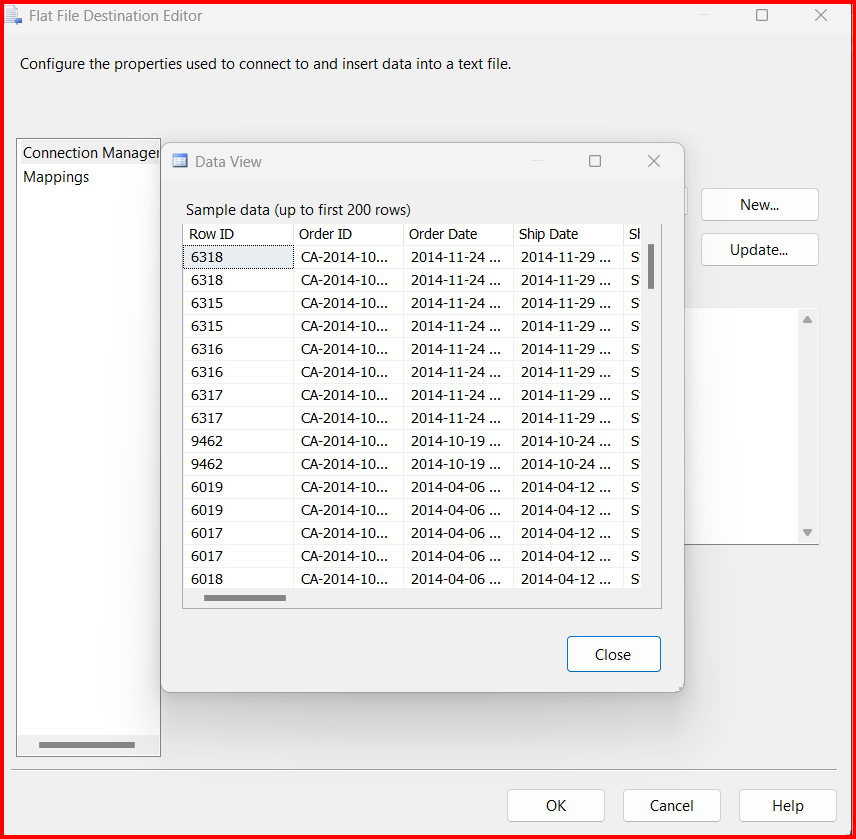 Flat File Destination Editor
Configure the properties used to connect to and insert data into a text file.
Connection Manager
Mappings
Data View
Sample data (up to first 200 rows)
Row ID Order ID Order Date Ship Date Sh
6318 CA-2014-10... 2014-11-24 ... 2014-11-29 ... S
6318 CA-2014-10... 2014-11-24 ... 2014-11-29 ... S
6315 CA-2014-10... 2014-11-24 ... 2014-11-29 ... S
6315 CA-2014-10... 2014-11-24 ... 2014-11-29 ... S
6316 CA-2014-10... 2014-11-24 ... 2014-11-29 ... S
6316 CA-2014-10... 2014-11-24 ... 2014-11-29 ... S
6317 CA-2014-10... 2014-11-24 ... 2014-11-29 ... S
6317 CA-2014-10... 2014-11-24 ... 2014-11-29 ... S
9462 CA-2014-10... 2014-10-19 ... 2014-10-24 ... S
9462 CA-2014-10... 2014-10-19 ... 2014-10-24 ... S
6019 CA-2014-10... 2014-04-06 ... 2014-04-12 ... S
6019 CA-2014-10... 2014-04-06 ... 2014-04-12 ... S
6017 CA-2014-10... 2014-04-06 ... 2014-04-12 ... S
6017 CA-2014-10... 2014-04-06 ... 2014-04-12 ... S
6018 CA-2014-10... 2014-04-06 ... 2014-04-12 ... S
Close
New...
Update...
OK Cancel Help